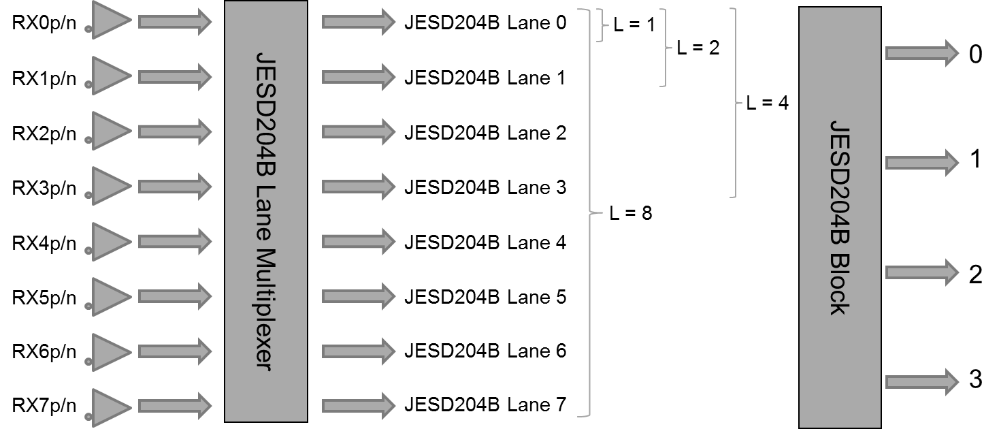 RX0p/n
RX1p/n
RX2p/n
RX3p/n
RX4p/n
RX5p/n
RX6p/n
RX7p/n
JESD204B Lane Multiplexer
JESD204B Lane 0
JESD204B Lane 1
JESD204B Lane 2
JESD204B Lane 3
JESD204B Lane 4
JESD204B Lane 5
JESD204B Lane 6
JESD204B Lane 7
L = 8
L = 1
L = 2
L = 4
JESD204B Block
0
1
2
3